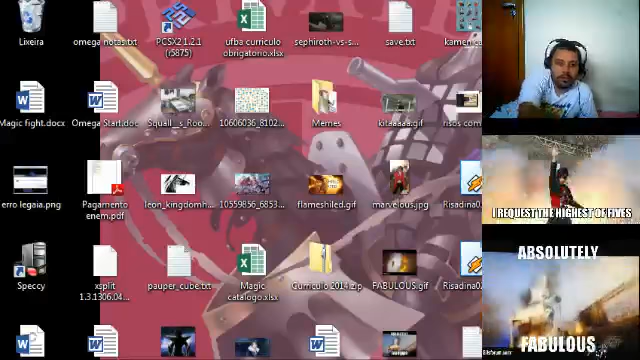 Lixeira
omega notas.txt
PCSX2 1.2.1
(r5875)
ufba curriculo
obrigatorio.xlsx
sephiroth-vs-s...
save.txt
Magic fight.docx
Omega Start.doc
Squall__s_Roo...
10606036_8102...
Memes
kitaaaaa.gif
risos com
erro legaia.png
Pagamento
enem.pdf
leon_kingdomh...
10559856_6853...
flameshiled.gif
marvelous.jpg
Risadina0
I REQUEST THE HIGHEST OF FIVES
Speccy
xsplit
1.3.1306.04...
pauper_cube.txt
Magic
catalogo.xlsx
Curriculo 2014.zip
FABULOUS.gif
Risadina0
ABSOLUTELY
FABULOUS